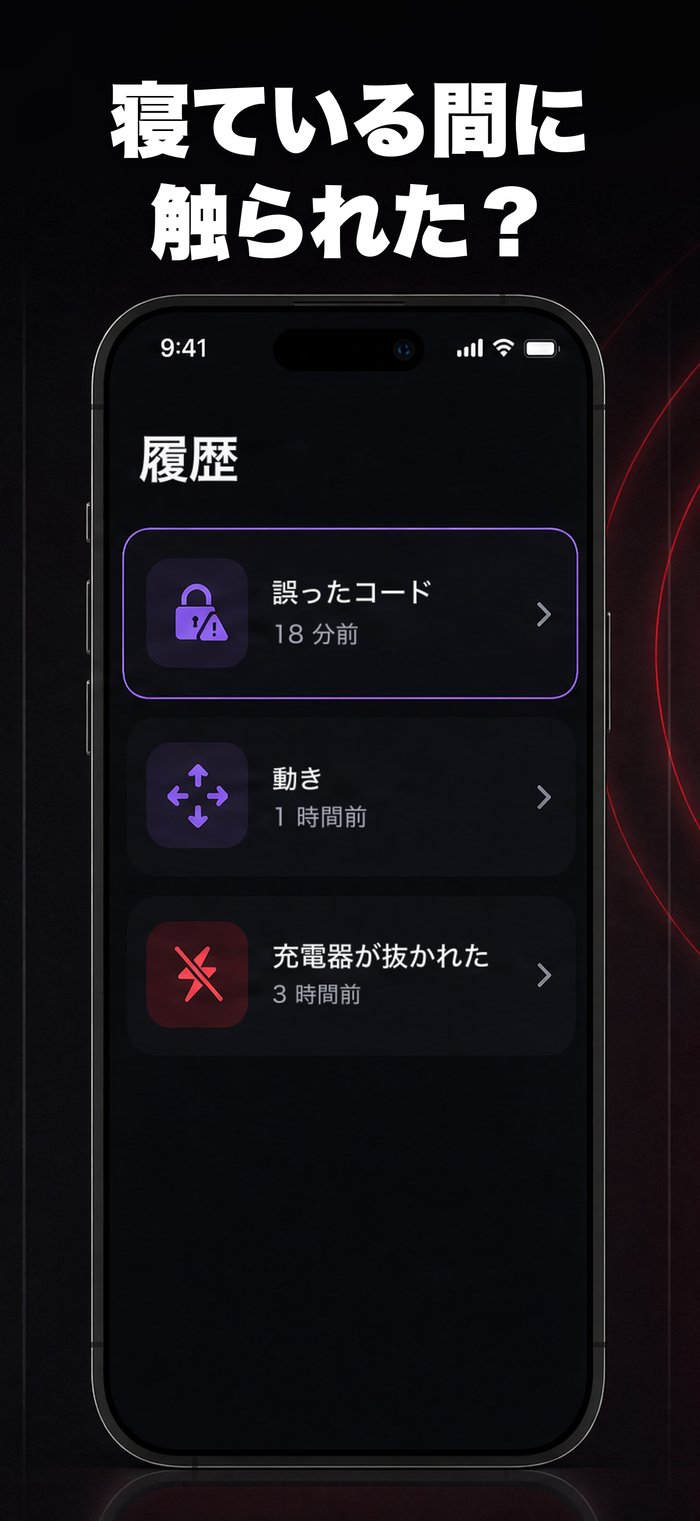 寝ている間に
触られた？
9:41
履歴
誤ったコード
18 分前
動き
1 時間前
充電器が抜かれた
3 時間前